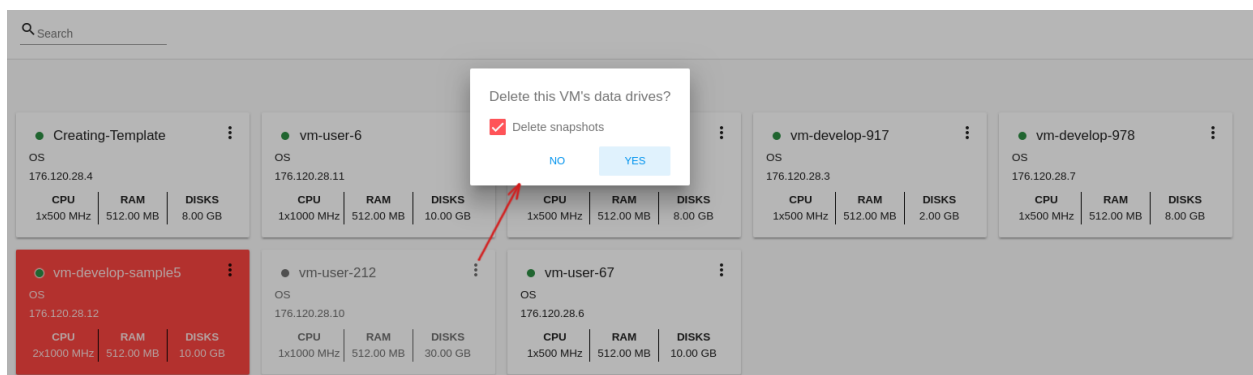 Search
Delete this VM's data drives?
Delete snapshots
NO YES
Creating-Template
OS
176.120.28.4
CPU RAM DISKS
1x500 MHz 512.00 MB 8.00 GB
vm-user-6
OS
176.120.28.11
CPU RAM DISKS
1x1000 MHz 512.00 MB 10.00 GB
CPU RAM DISKS
1x500 MHz 512.00 MB 8.00 GB
vm-develop-917
OS
176.120.28.3
CPU RAM DISKS
1x500 MHz 512.00 MB 2.00 GB
vm-develop-978
OS
176.120.28.7
CPU RAM DISKS
1x500 MHz 512.00 MB 8.00 GB
vm-develop-sample5
OS
176.120.28.12
CPU RAM DISKS
2x1000 MHz 512.00 MB 10.00 GB
vm-user-212
OS
176.120.28.10
CPU RAM DISKS
1x1000 MHz 512.00 MB 30.00 GB
vm-user-67
OS
176.120.28.6
CPU RAM DISKS
1x500 MHz 512.00 MB 10.00 GB